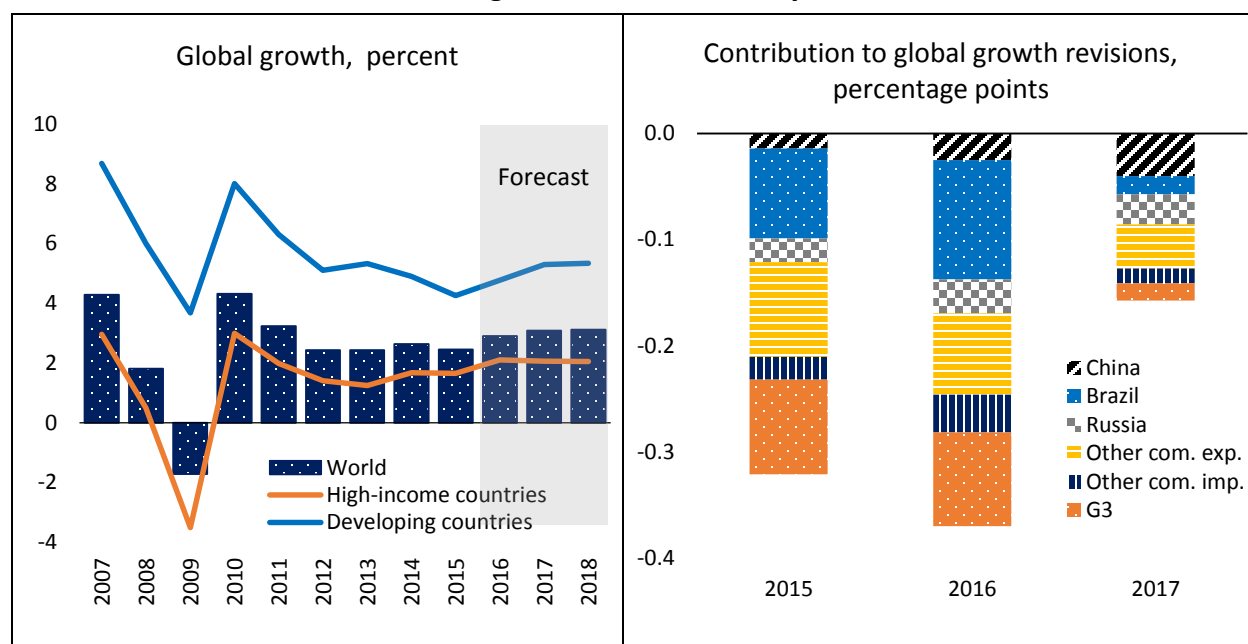 Global growth, percent
10
8
6
4
2
0
-2
-4
Forecast
World
High-income countries
Developing countries
2007
2008
2009
2010
2011
2012
2013
2014
2015
2016
2017
2018
Contribution to global growth revisions,
percentage points
0.0
-0.1
-0.2
-0.3
-0.4
China
Brazil
Russia
Other com. exp.
Other com. imp.
G3
2015
2016
2017